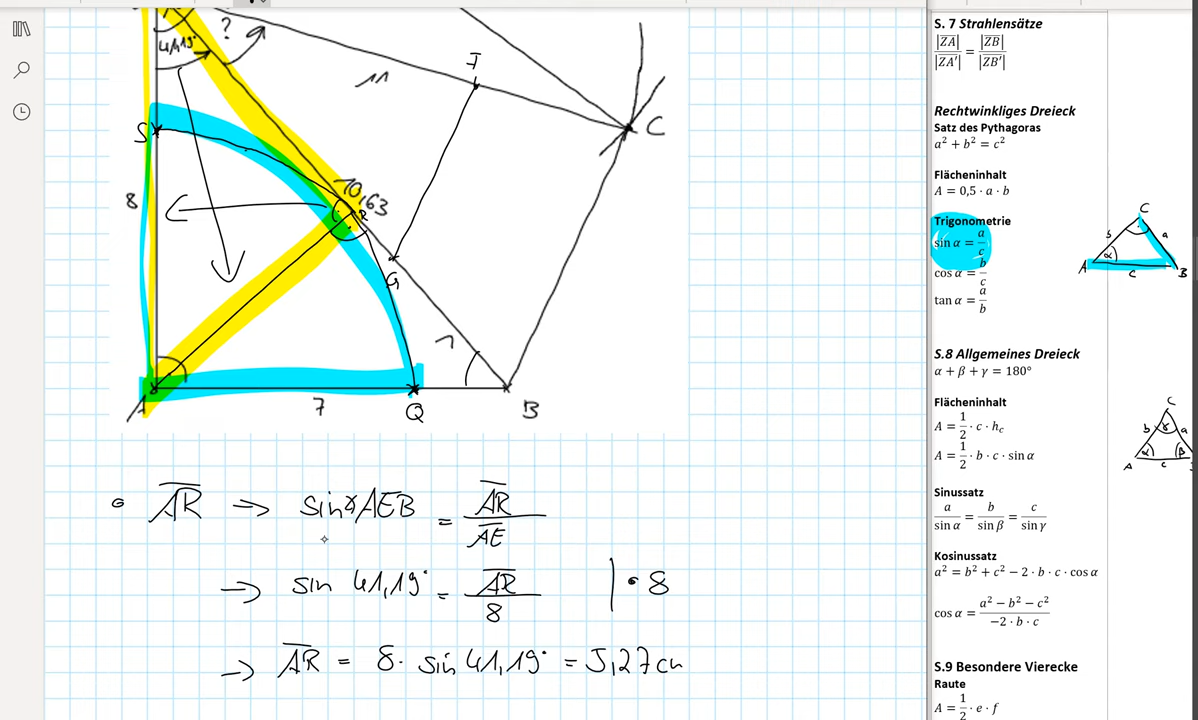 41,19°
?
F
11
C
S
8
10,63
R
G
1
A
7
Q
B
AR => sin∢AEB = AR / AE
→ sin 41,19° = AR / 8 | · 8
→ AR = 8 · sin 41,19° = 5,27 cm
S. 7 Strahlensätze
|ZA| / |ZA'| = |ZB| / |ZB'|
Rechtwinkliges Dreieck
Satz des Pythagoras
a² + b² = c²
Flächeninhalt
A = 0,5 · a · b
Trigonometrie
sin α = a/c
cos α = b/c
tan α = a/b
C
b
a
A
α
c
B
S.8 Allgemeines Dreieck
α + β + γ = 180°
Flächeninhalt
A = 1/2 · c · h_c
A = 1/2 · b · c · sin α
C
b
γ
a
α
β
A
c
Sinussatz
a / sin α = b / sin β = c / sin γ
Kosinussatz
a² = b² + c² − 2 · b · c · cos α
cos α = (a² − b² − c²) / (−2 · b · c)
S.9 Besondere Vierecke
Raute
A = 1/2 · e · f